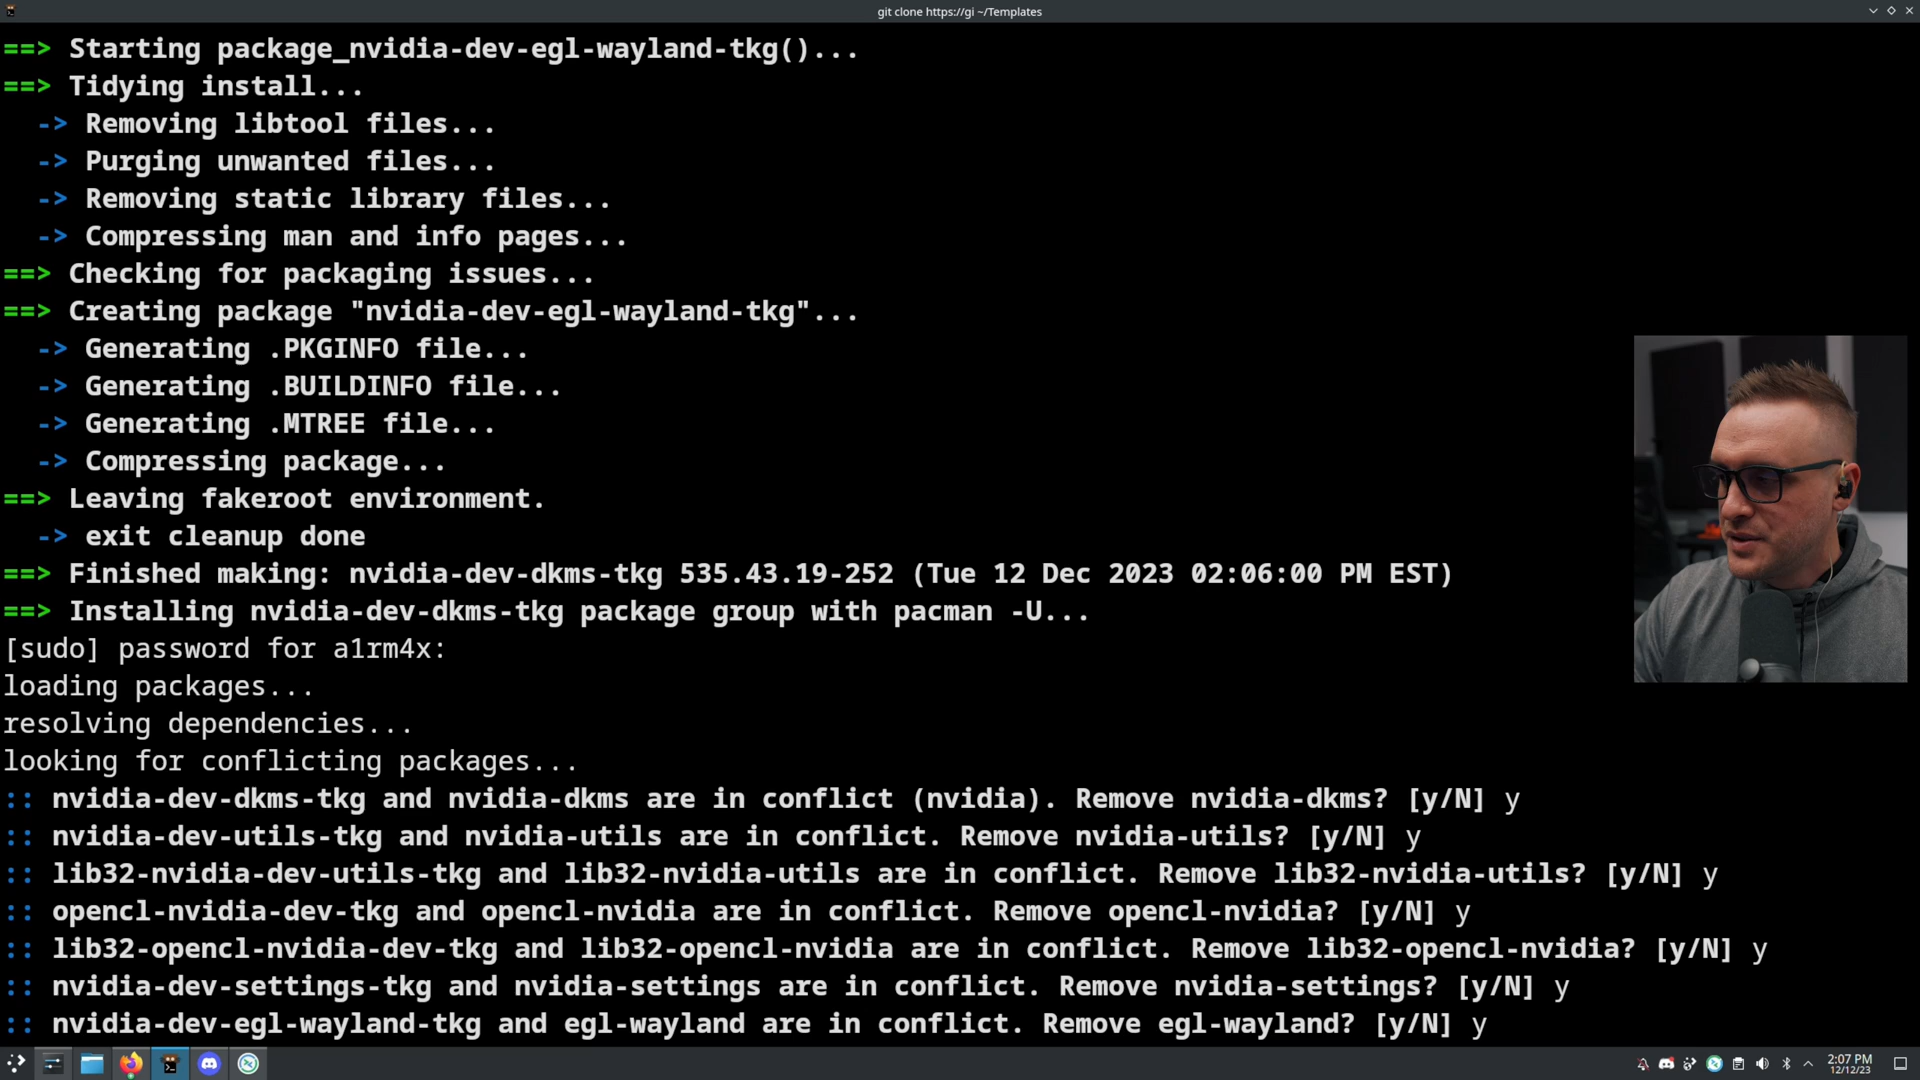 git clone https://gi ~/Templates
==> Starting package_nvidia-dev-egl-wayland-tkg()...
==> Tidying install...
-> Removing libtool files...
-> Purging unwanted files...
-> Removing static library files...
-> Compressing man and info pages...
==> Checking for packaging issues...
==> Creating package "nvidia-dev-egl-wayland-tkg"...
-> Generating .PKGINFO file...
-> Generating .BUILDINFO file...
-> Generating .MTREE file...
-> Compressing package...
==> Leaving fakeroot environment.
-> exit cleanup done
==> Finished making: nvidia-dev-dkms-tkg 535.43.19-252 (Tue 12 Dec 2023 02:06:00 PM EST)
==> Installing nvidia-dev-dkms-tkg package group with pacman -U...
[sudo] password for a1rm4x:
loading packages...
resolving dependencies...
looking for conflicting packages...
:: nvidia-dev-dkms-tkg and nvidia-dkms are in conflict (nvidia). Remove nvidia-dkms? [y/N] y
:: nvidia-dev-utils-tkg and nvidia-utils are in conflict. Remove nvidia-utils? [y/N] y
:: lib32-nvidia-dev-utils-tkg and lib32-nvidia-utils are in conflict. Remove lib32-nvidia-utils? [y/N] y
:: opencl-nvidia-dev-tkg and opencl-nvidia are in conflict. Remove opencl-nvidia? [y/N] y
:: lib32-opencl-nvidia-dev-tkg and lib32-opencl-nvidia are in conflict. Remove lib32-opencl-nvidia? [y/N] y
:: nvidia-dev-settings-tkg and nvidia-settings are in conflict. Remove nvidia-settings? [y/N] y
:: nvidia-dev-egl-wayland-tkg and egl-wayland are in conflict. Remove egl-wayland? [y/N] y
2:07 PM
12/12/23